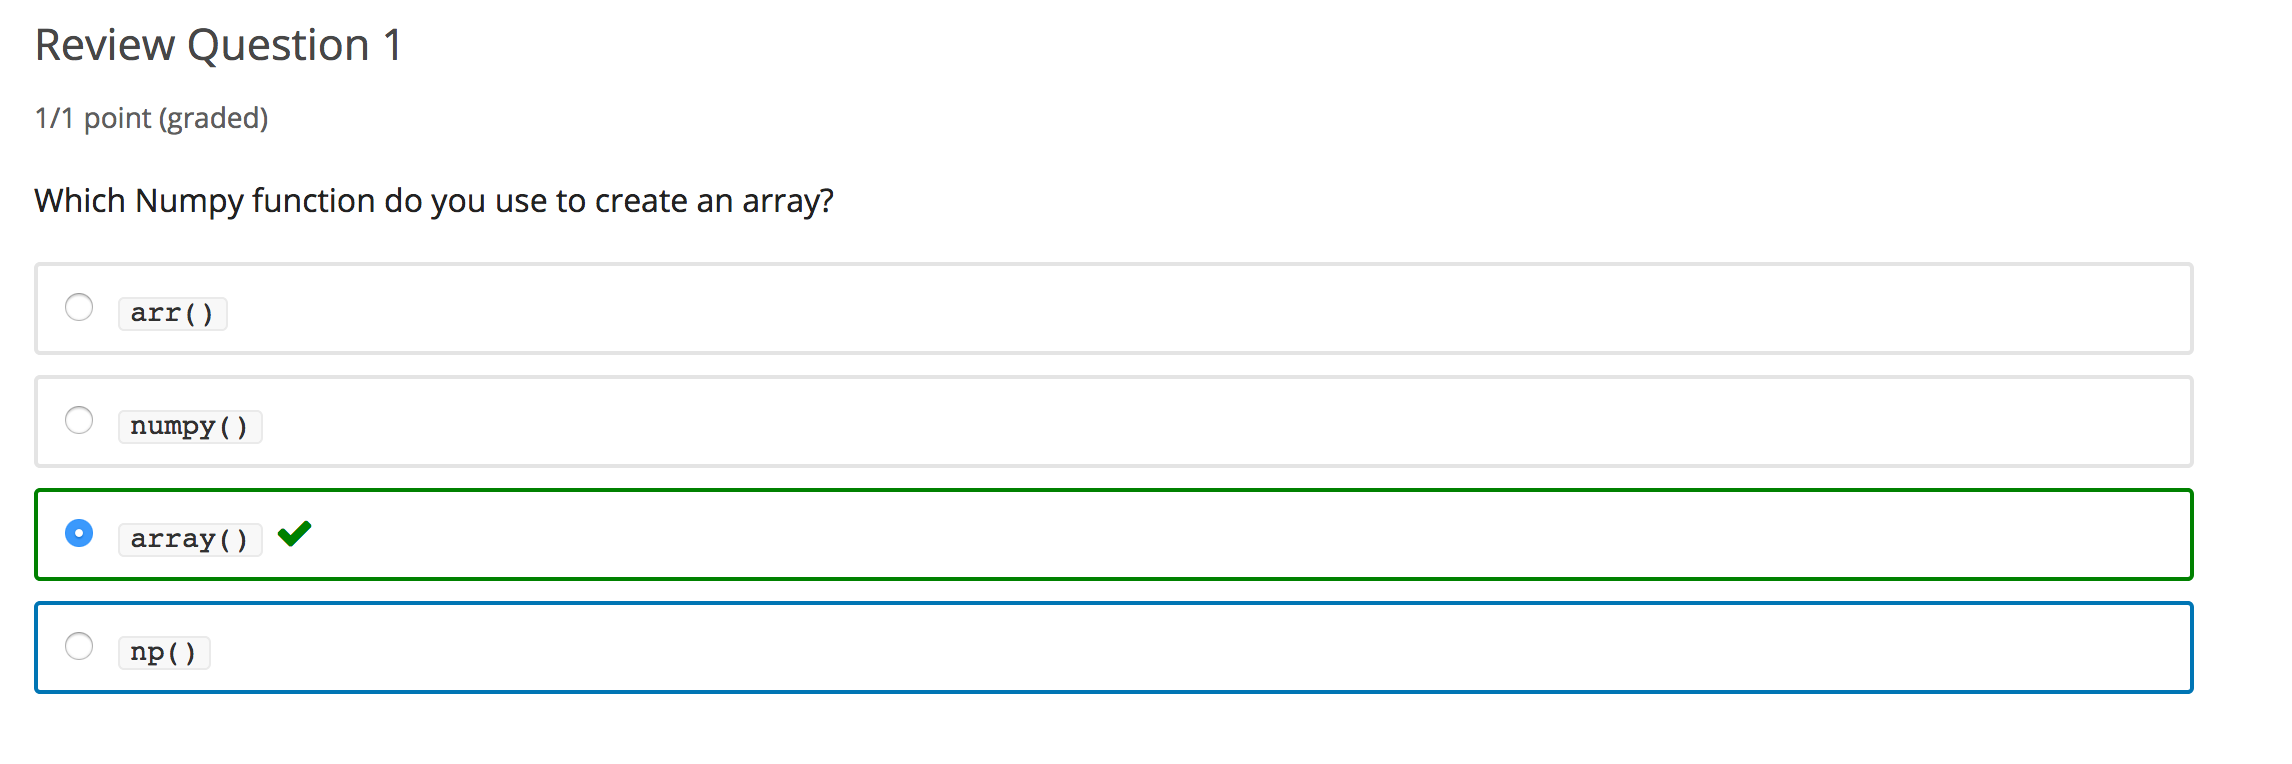 Review Question 1
1/1 point (graded)
Which Numpy function do you use to create an array?
arr()
numpy()
array()
np()